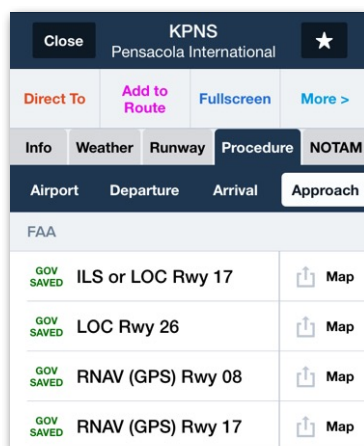 Close
KPNS
Pensacola International
Direct To
Add to
Route
Fullscreen
More >
Info Weather Runway Procedure NOTAM
Airport Departure Arrival Approach
FAA
GOV
SAVED
ILS or LOC Rwy 17
Map
GOV
SAVED
LOC Rwy 26
Map
GOV
SAVED
RNAV (GPS) Rwy 08
Map
GOV
SAVED
RNAV (GPS) Rwy 17
Map